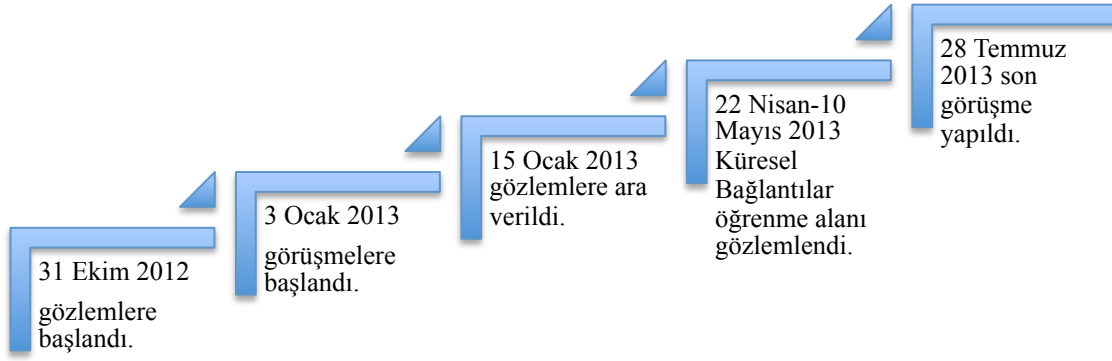 31 Ekim 2012
gözlemlere
başlandı.
3 Ocak 2013
görüşmelere
başlandı.
15 Ocak 2013
gözlemlere ara
verildi.
22 Nisan-10
Mayıs 2013
Küresel
Bağlantılar
öğrenme alanı
gözlemlendi.
28 Temmuz
2013 son
görüşme
yapıldı.